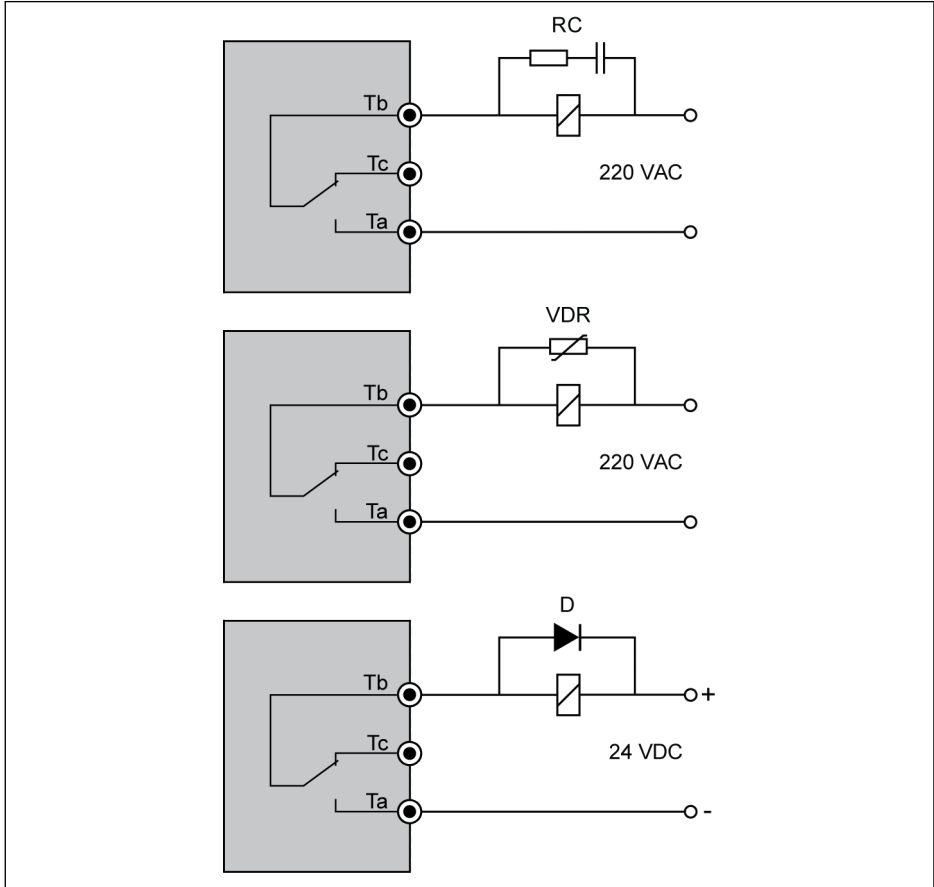 RC
Tb
Tc
220 VAC
Ta
VDR
Tb
Tc
220 VAC
Ta
D
Tb
+
Tc
24 VDC
Ta
-